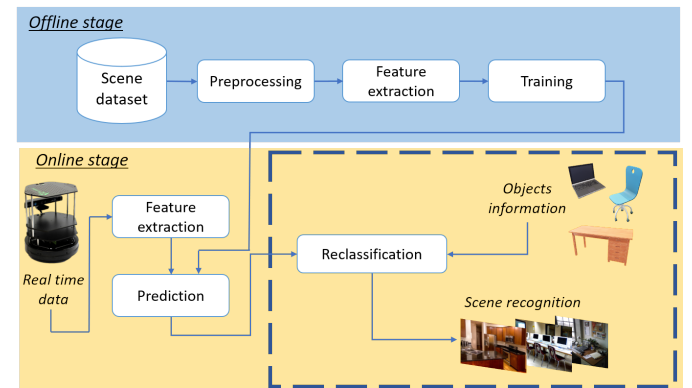 Offline stage
Scene
dataset
Preprocessing
Feature
extraction
Training
Online stage
Feature
extraction
Objects
information
Reclassification
Real time
data
Prediction
Scene recognition